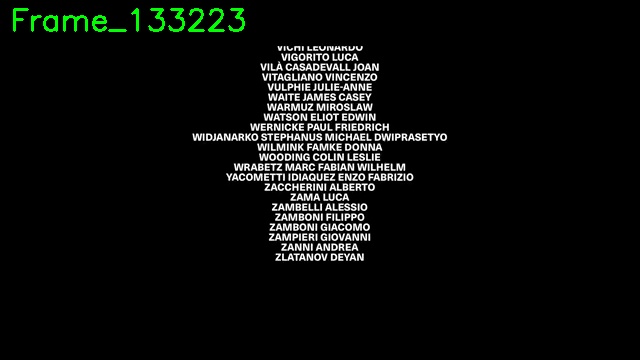 Frame_133223
VICHI LEONARDO
VIGORITO LUCA
VILÀ CASADEVALL JOAN
VITAGLIANO VINCENZO
VULPHIE JULIE-ANNE
WAITE JAMES CASEY
WARMUZ MIROSLAW
WATSON ELIOT EDWIN
WERNICKE PAUL FRIEDRICH
WIDJANARKO STEPHANUS MICHAEL DWIPRASETYO
WILMINK FAMKE DONNA
WOODING COLIN LESLIE
WRABETZ MARC FABIAN WILHELM
YACOMETTI IDIAQUEZ ENZO FABRIZIO
ZACCHERINI ALBERTO
ZAMA LUCA
ZAMBELLI ALESSIO
ZAMBONI FILIPPO
ZAMBONI GIACOMO
ZAMPIERI GIOVANNI
ZANNI ANDREA
ZLATANOV DEYAN